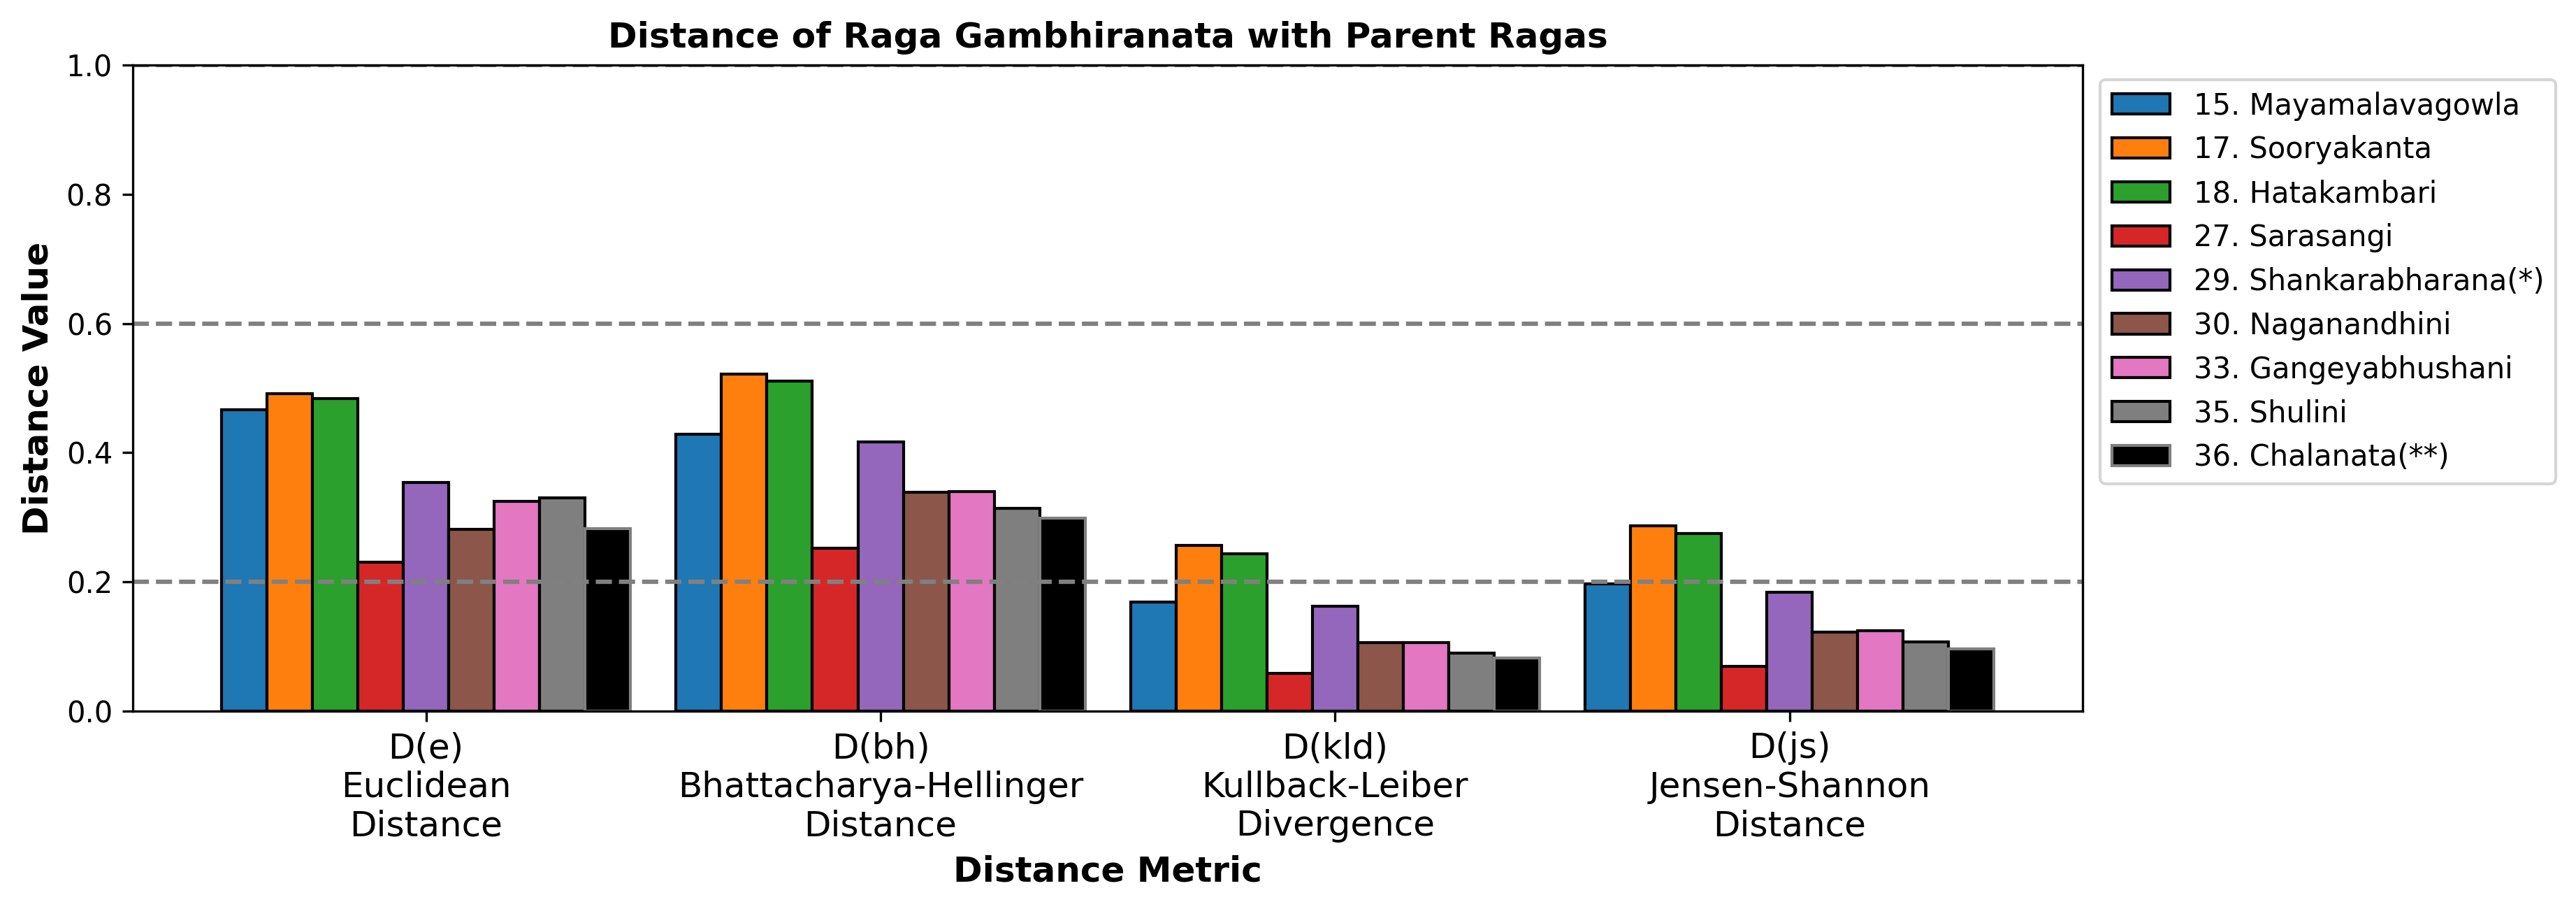 Distance of Raga Gambhiranata with Parent Ragas
Distance Value
1.0
0.8
0.6
0.4
0.2
0.0
D(e)
Euclidean
Distance
D(bh)
Bhattacharya-Hellinger
Distance
D(kld)
Kullback-Leiber
Divergence
D(js)
Jensen-Shannon
Distance
Distance Metric
15. Mayamalavagowla
17. Sooryakanta
18. Hatakambari
27. Sarasangi
29. Shankarabharana(*)
30. Naganandhini
33. Gangeyabhushani
35. Shulini
36. Chalanata(**)